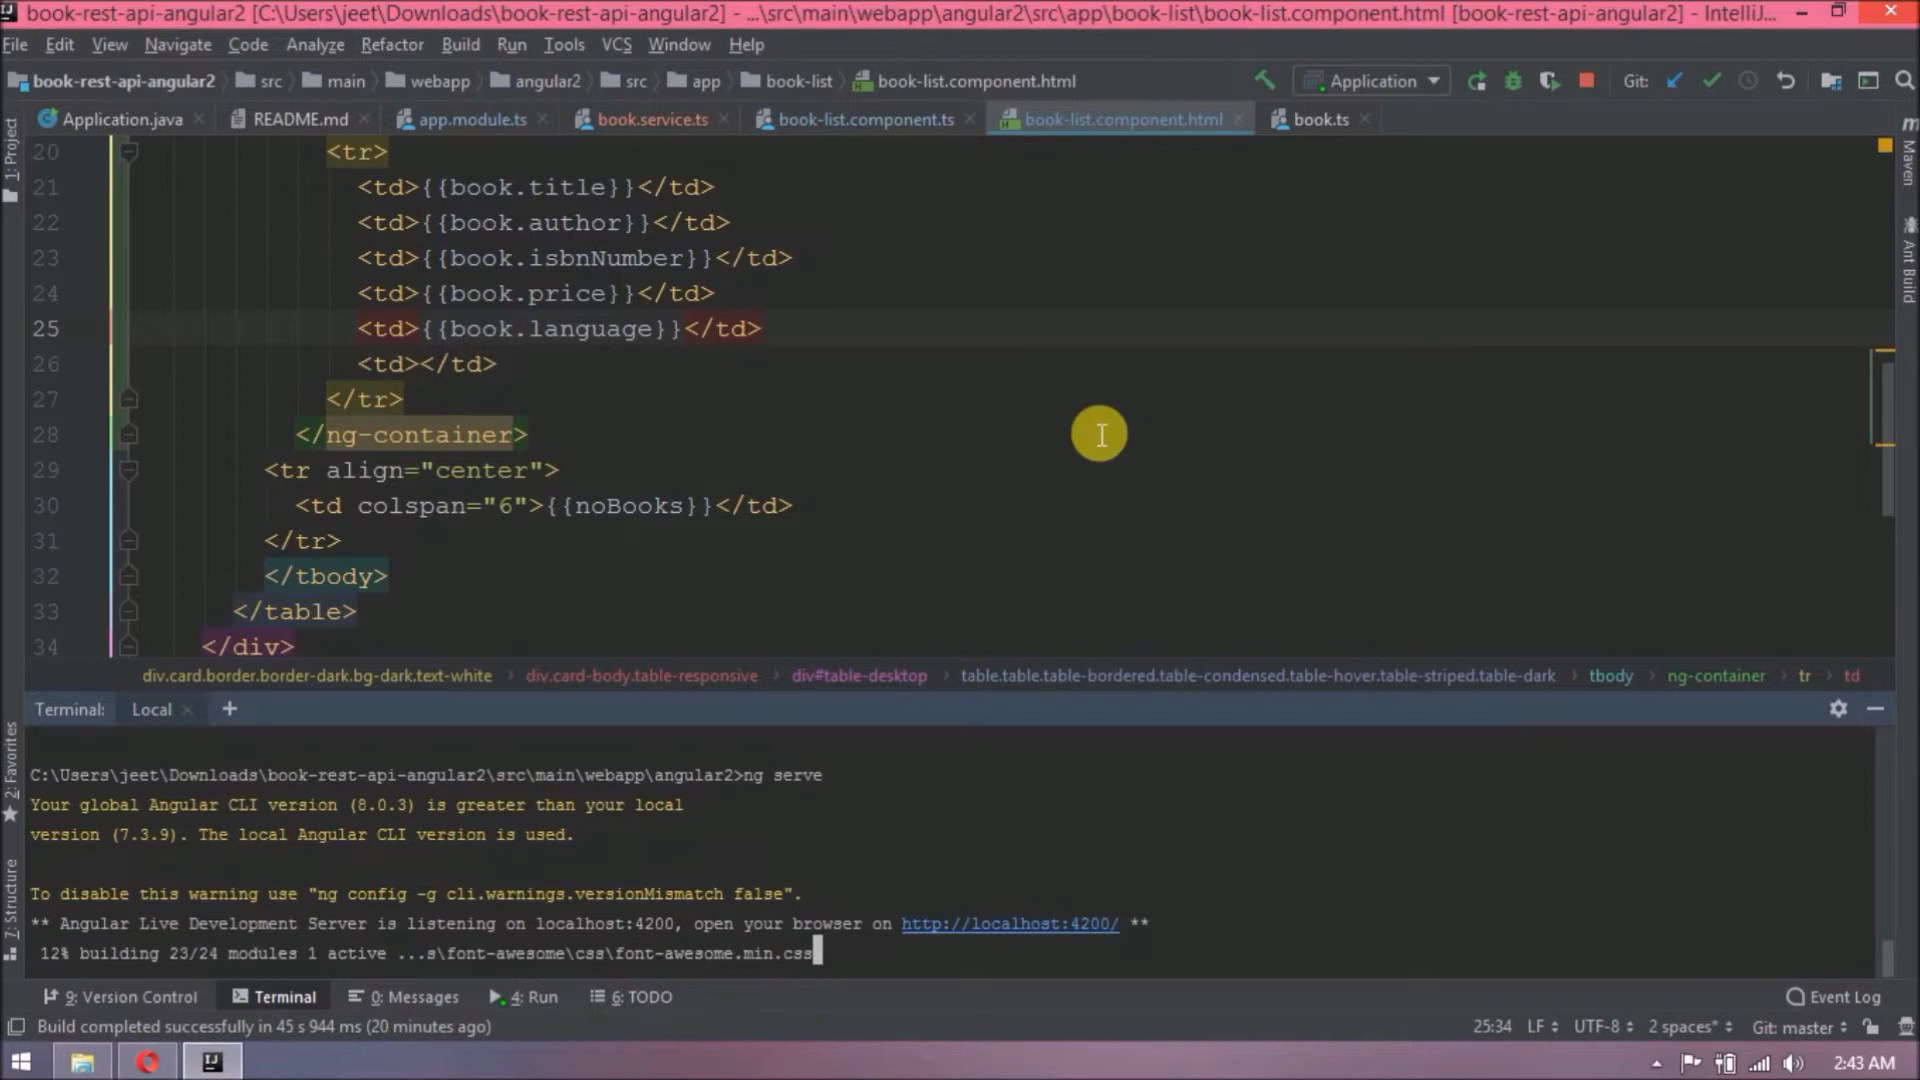 book-rest-api-angular2 [C:\Users\jeet\Downloads\book-rest-api-angular2] - ...\src\main\webapp\angular2\src\app\book-list\book-list.component.html [book-rest-api-angular2] - IntelliJ...
File Edit View Navigate Code Analyze Refactor Build Run Tools VCS Window Help
book-rest-api-angular2 src main webapp angular2 src app book-list book-list.component.html Application Git:
Application.java README.md app.module.ts book.service.ts book-list.component.ts book-list.component.html book.ts
1: Project
Maven
Ant Build
20 <tr>
21 <td>{{book.title}}</td>
22 <td>{{book.author}}</td>
23 <td>{{book.isbnNumber}}</td>
24 <td>{{book.price}}</td>
25 <td>{{book.language}}</td>
26 <td></td>
27 </tr>
28 </ng-container>
29 <tr align="center">
30 <td colspan="6">{{noBooks}}</td>
31 </tr>
32 </tbody>
33 </table>
34 </div>
div.card.border.border-dark.bg-dark.text-white div.card-body.table-responsive div#table-desktop table.table.table-bordered.table-condensed.table-hover.table-striped.table-dark tbody ng-container tr td
Terminal: Local +
2: Favorites
7: Structure
C:\Users\jeet\Downloads\book-rest-api-angular2\src\main\webapp\angular2>ng serve
Your global Angular CLI version (8.0.3) is greater than your local
version (7.3.9). The local Angular CLI version is used.
To disable this warning use "ng config -g cli.warnings.versionMismatch false".
** Angular Live Development Server is listening on localhost:4200, open your browser on http://localhost:4200/ **
12% building 23/24 modules 1 active ...s\font-awesome\css\font-awesome.min.css
9: Version Control Terminal 0: Messages 4: Run 6: TODO Event Log
Build completed successfully in 45 s 944 ms (20 minutes ago) 25:34 LF UTF-8 2 spaces* Git: master
2:43 AM